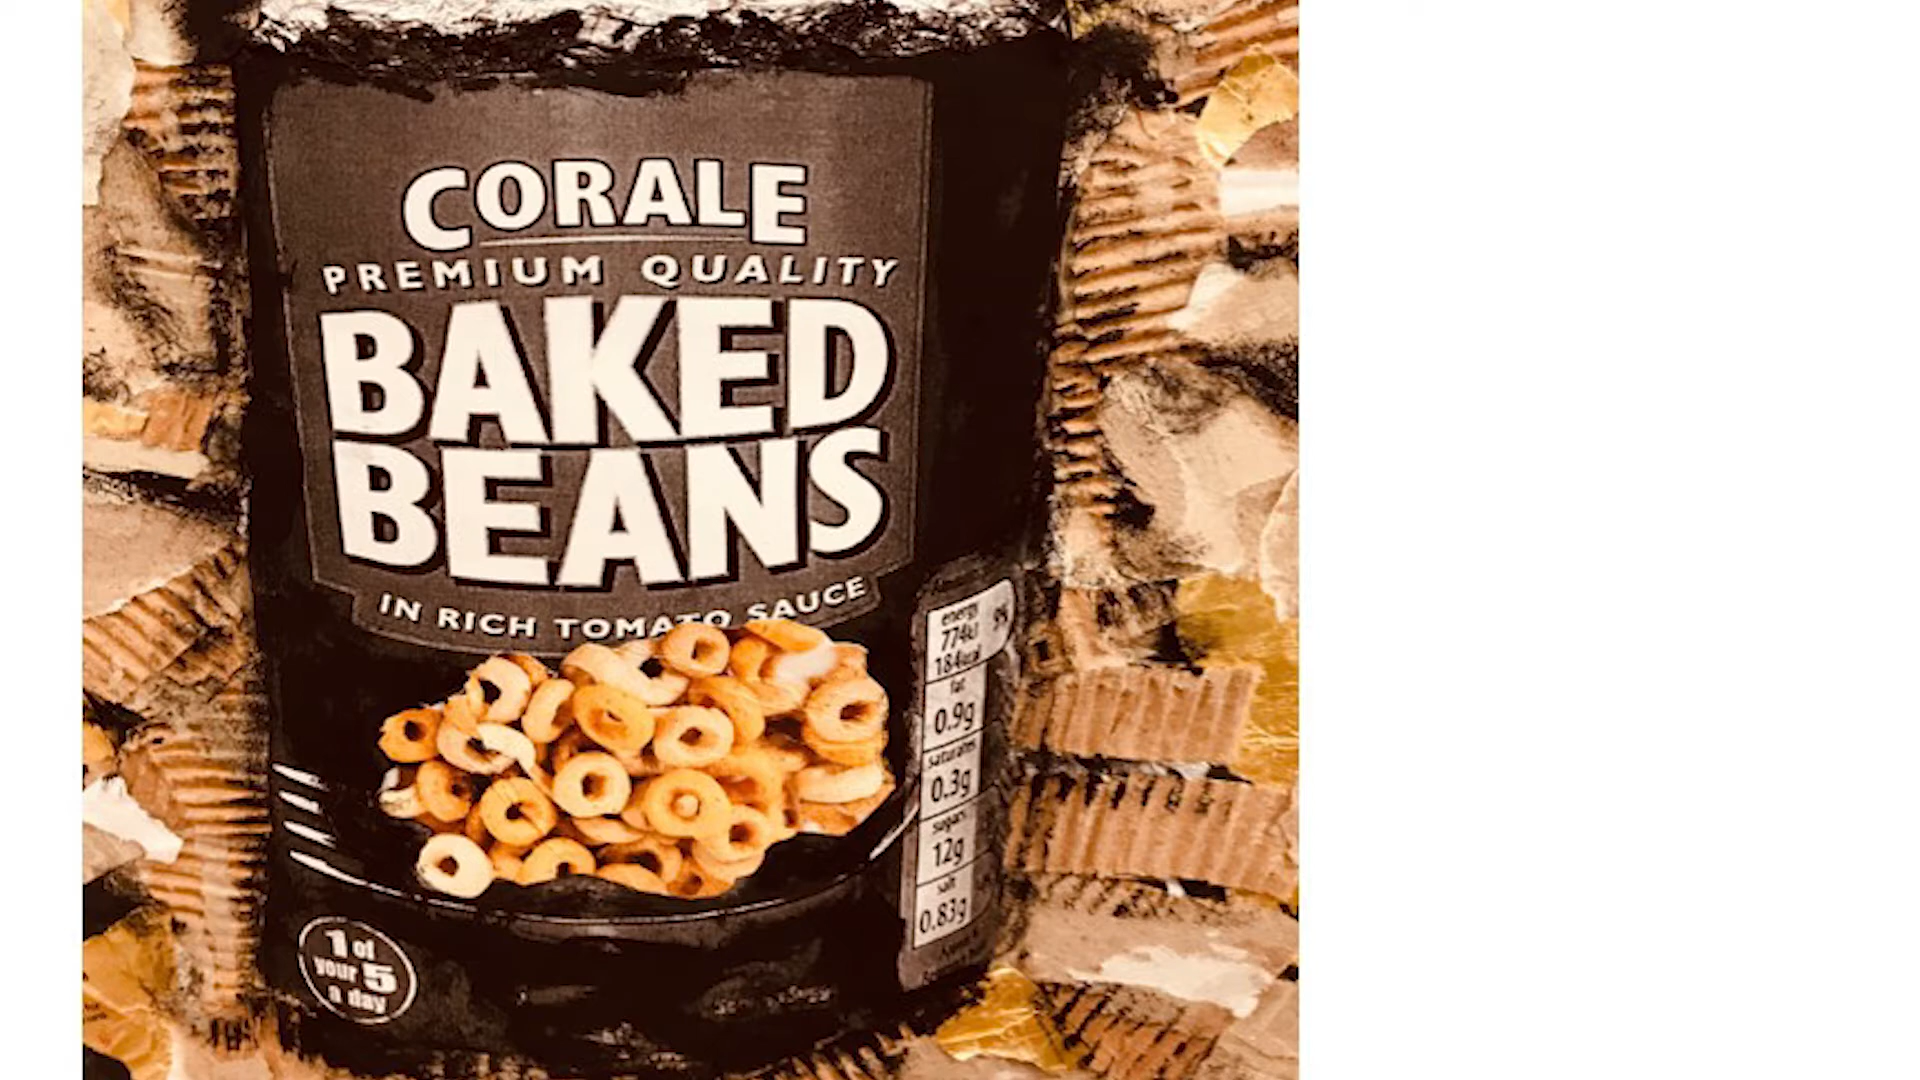 CORALE
PREMIUM QUALITY
BAKED
BEANS
IN RICH TOMATO SAUCE
energy
774kJ 9%
184kcal
fat
0.9g
saturates
0.3g
sugars
12g
salt
0.83g
1 of
your 5
a day